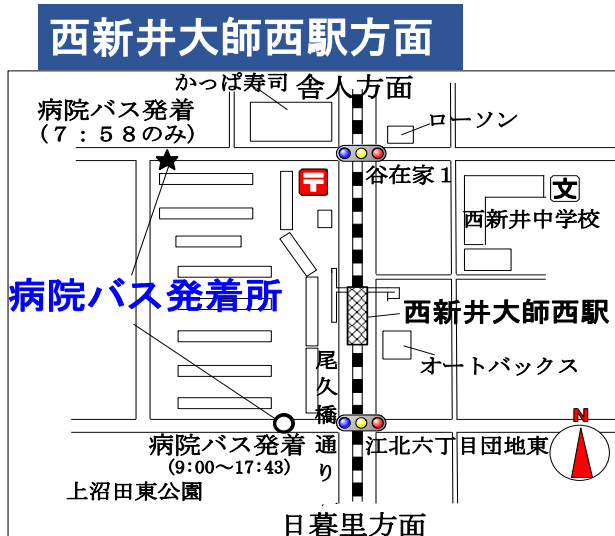 西新井大師西駅方面
かっぱ寿司
舎人方面
病院バス発着
(7:58のみ)
ローソン
〒
谷在家1
文
西新井中学校
病院バス発着所
西新井大師西駅
オートバックス
尾久橋通り
N
病院バス発着
(9:00～17:43)
江北六丁目団地東
上沼田東公園
日暮里方面